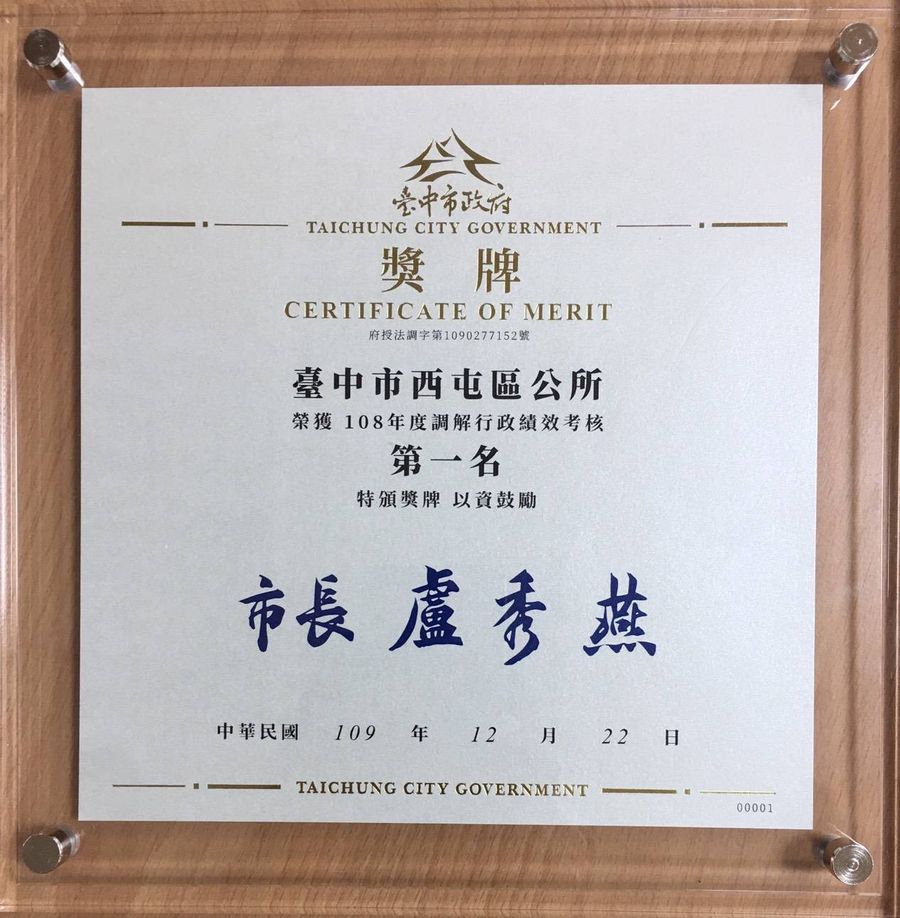 臺中市政府
TAICHUNG CITY GOVERNMENT
獎 牌
CERTIFICATE OF MERIT
府授法調字第1090277152號
臺中市西屯區公所
榮獲 108年度調解行政績效考核
第一名
特頒獎牌 以資鼓勵
市長 盧秀燕
中華民國 109 年 12 月 22 日
TAICHUNG CITY GOVERNMENT
00001